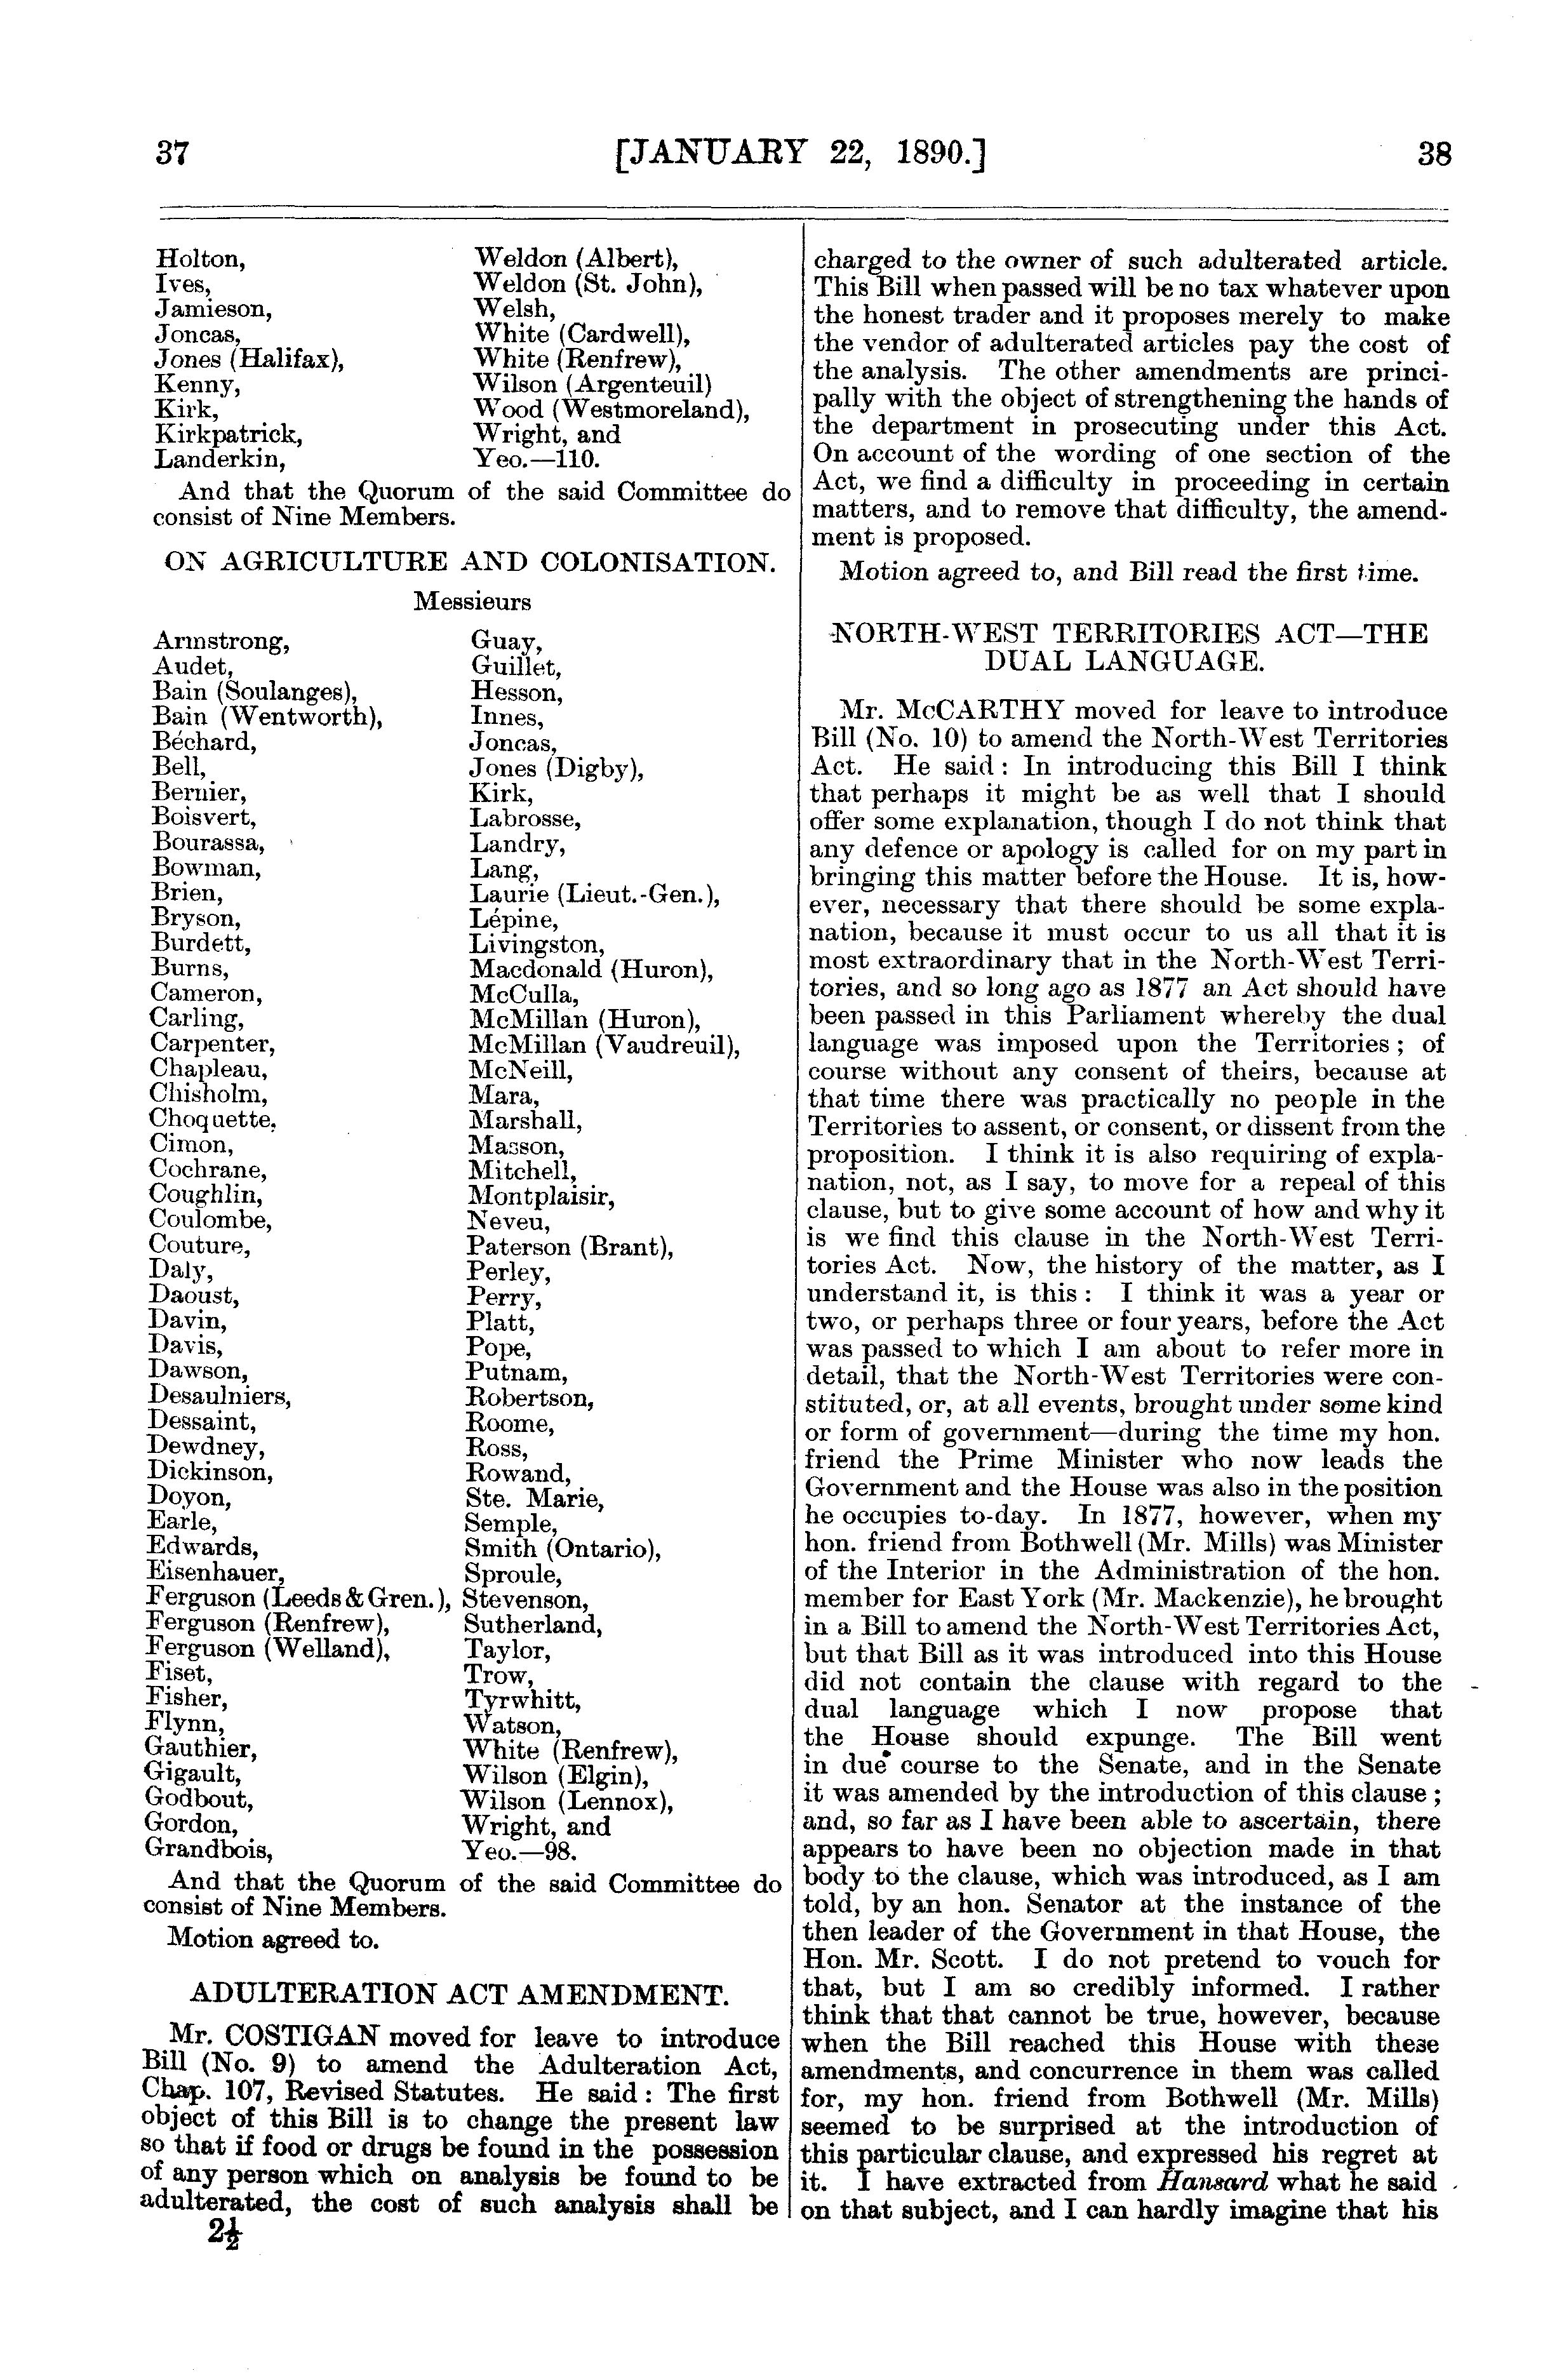 37 [JANUARY 22, 1890.] 38
Holton,
Ives,
Jamieson,
Joncas,
Jones (Halifax),
Kenny,
Kirk,
Kirkpatrick,
Landerkin,
Weldon (Albert),
Weldon (St. John),
Welsh,
White (Cardwell),
White (Renfrew),
Wilson (Argenteuil)
Wood (Westmoreland),
Wright, and
Yeo.—110.
And that the Quorum of the said Committee do
consist of Nine Members.
ON AGRICULTURE AND COLONISATION.
Messieurs
Armstrong,
Audet,
Bain (Soulanges),
Bain (Wentworth),
Béchard,
Bell,
Bernier,
Boisvert,
Bourassa,
Bowman,
Brien,
Bryson,
Burdett,
Burns,
Cameron,
Carling,
Carpenter,
Chapleau,
Chisholm,
Choquette,
Cimon,
Cochrane,
Coughlin,
Coulombe,
Couture,
Daly,
Daoust,
Davin,
Davis,
Dawson,
Desaulniers,
Dessaint,
Dewdney,
Dickinson,
Doyon,
Earle,
Edwards,
Eisenhauer,
Ferguson (Leeds & Gren.),
Ferguson (Renfrew),
Ferguson (Welland),
Fiset,
Fisher,
Flynn,
Gauthier,
Gigault,
Godbout,
Gordon,
Grandbois,
Guay,
Guillet,
Hesson,
Innes,
Joncas,
Jones (Digby),
Kirk,
Labrosse,
Landry,
Lang,
Laurie (Lieut.-Gen.),
Lépine,
Livingston,
Macdonald (Huron),
McCulla,
McMillan (Huron),
McMillan (Vaudreuil),
McNeill,
Mara,
Marshall,
Masson,
Mitchell,
Montplaisir,
Neveu,
Paterson (Brant),
Perley,
Perry,
Platt,
Pope,
Putnam,
Robertson,
Roome,
Ross,
Rowand,
Ste. Marie,
Semple,
Smith (Ontario),
Sproule,
Stevenson,
Sutherland,
Taylor,
Trow,
Tyrwhitt,
Watson,
White (Renfrew),
Wilson (Elgin),
Wilson (Lennox),
Wright, and
Yeo.—98.
And that the Quorum of the said Committee do
consist of Nine Members.
Motion agreed to.
ADULTERATION ACT AMENDMENT.
Mr. COSTIGAN moved for leave to introduce
Bill (No. 9) to amend the Adulteration Act,
Chap. 107, Revised Statutes. He said: The first
object of this Bill is to change the present law
so that if food or drugs be found in the possession
of any person which on analysis be found to be
adulterated, the cost of such analysis shall be
2½
charged to the owner of such adulterated article.
This Bill when passed will be no tax whatever upon
the honest trader and it proposes merely to make
the vendor of adulterated articles pay the cost of
the analysis. The other amendments are princi-
pally with the object of strengthening the hands of
the department in prosecuting under this Act.
On account of the wording of one section of the
Act, we find a difficulty in proceeding in certain
matters, and to remove that difficulty, the amend-
ment is proposed.
Motion agreed to, and Bill read the first time.
NORTH-WEST TERRITORIES ACT—THE
DUAL LANGUAGE.
Mr. McCARTHY moved for leave to introduce
Bill (No. 10) to amend the North-West Territories
Act. He said: In introducing this Bill I think
that perhaps it might be as well that I should
offer some explanation, though I do not think that
any defence or apology is called for on my part in
bringing this matter before the House. It is, how-
ever, necessary that there should be some expla-
nation, because it must occur to us all that it is
most extraordinary that in the North-West Terri-
tories, and so long ago as 1877 an Act should have
been passed in this Parliament whereby the dual
language was imposed upon the Territories; of
course without any consent of theirs, because at
that time there was practically no people in the
Territories to assent, or consent, or dissent from the
proposition. I think it is also requiring of expla-
nation, not, as I say, to move for a repeal of this
clause, but to give some account of how and why it
is we find this clause in the North-West Terri-
tories Act. Now, the history of the matter, as I
understand it, is this: I think it was a year or
two, or perhaps three or four years, before the Act
was passed to which I am about to refer more in
detail, that the North-West Territories were con-
stituted, or, at all events, brought under some kind
or form of government—during the time my hon.
friend the Prime Minister who now leads the
Government and the House was also in the position
he occupies to-day. In 1877, however, when my
hon. friend from Bothwell (Mr. Mills) was Minister
of the Interior in the Administration of the hon.
member for East York (Mr. Mackenzie), he brought
in a Bill to amend the North-West Territories Act,
but that Bill as it was introduced into this House
did not contain the clause with regard to the
dual language which I now propose that
the House should expunge. The Bill went
in due course to the Senate, and in the Senate
it was amended by the introduction of this clause;
and, so far as I have been able to ascertain, there
appears to have been no objection made in that
body to the clause, which was introduced, as I am
told, by an hon. Senator at the instance of the
then leader of the Government in that House, the
Hon. Mr. Scott. I do not pretend to vouch for
that, but I am so credibly informed. I rather
think that that cannot be true, however, because
when the Bill reached this House with these
amendments, and concurrence in them was called
for, my hon. friend from Bothwell (Mr. Mills)
seemed to be surprised at the introduction of
this particular clause, and expressed his regret at
it. I have extracted from Hansard what he said
on that subject, and I can hardly imagine that his